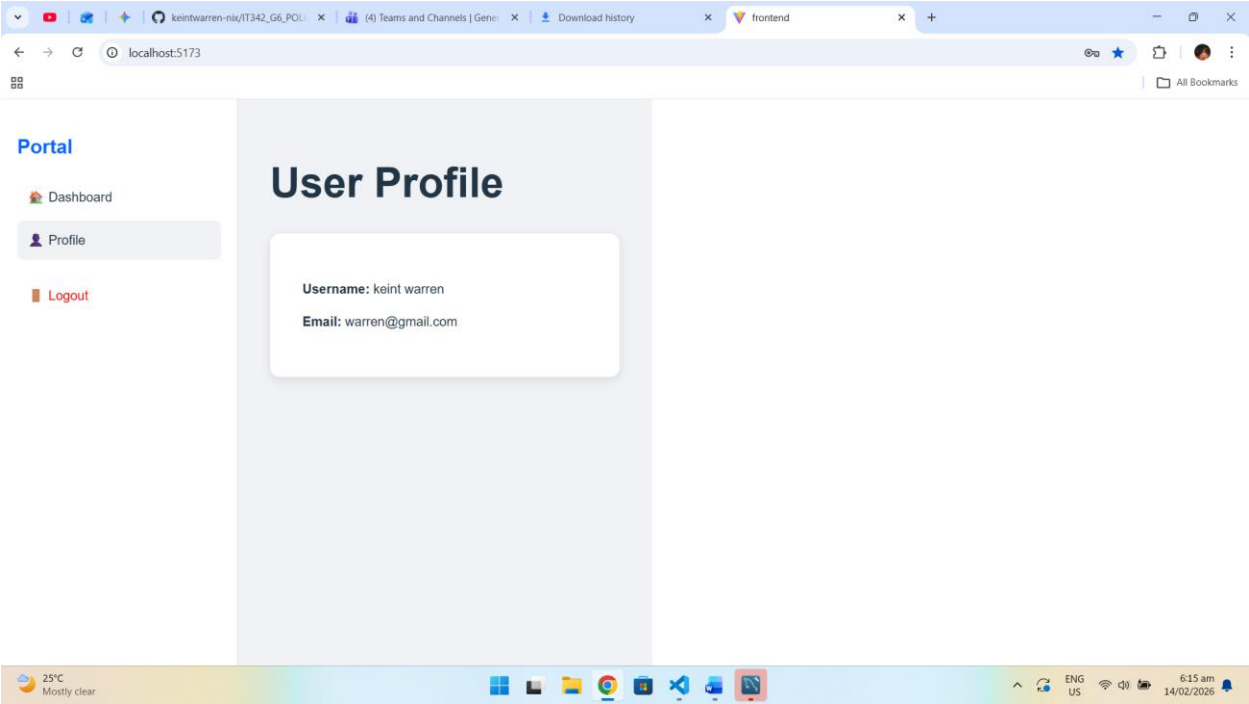 keintwarren-nix/IT342_G6_POLI
(4) Teams and Channels | Gene
Download history
frontend
localhost:5173
All Bookmarks
Portal
Dashboard
Profile
Logout
User Profile
Username: keint warren
Email: warren@gmail.com
25°C
Mostly clear
ENG
US
6:15 am
14/02/2026